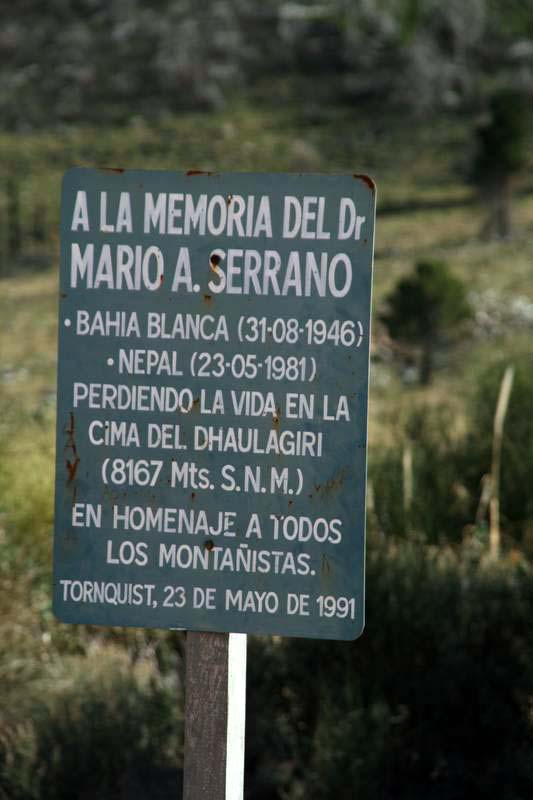 A LA MEMORIA DEL Dr
MARIO A. SERRANO
• BAHIA BLANCA (31-08-1946)
• NEPAL (23-05-1981)
PERDIENDO LA VIDA EN LA
CIMA DEL DHAULAGIRI
(8167 Mts. S.N.M.)
EN HOMENAJE A TODOS
LOS MONTAÑISTAS.
TORNQUIST, 23 DE MAYO DE 1991